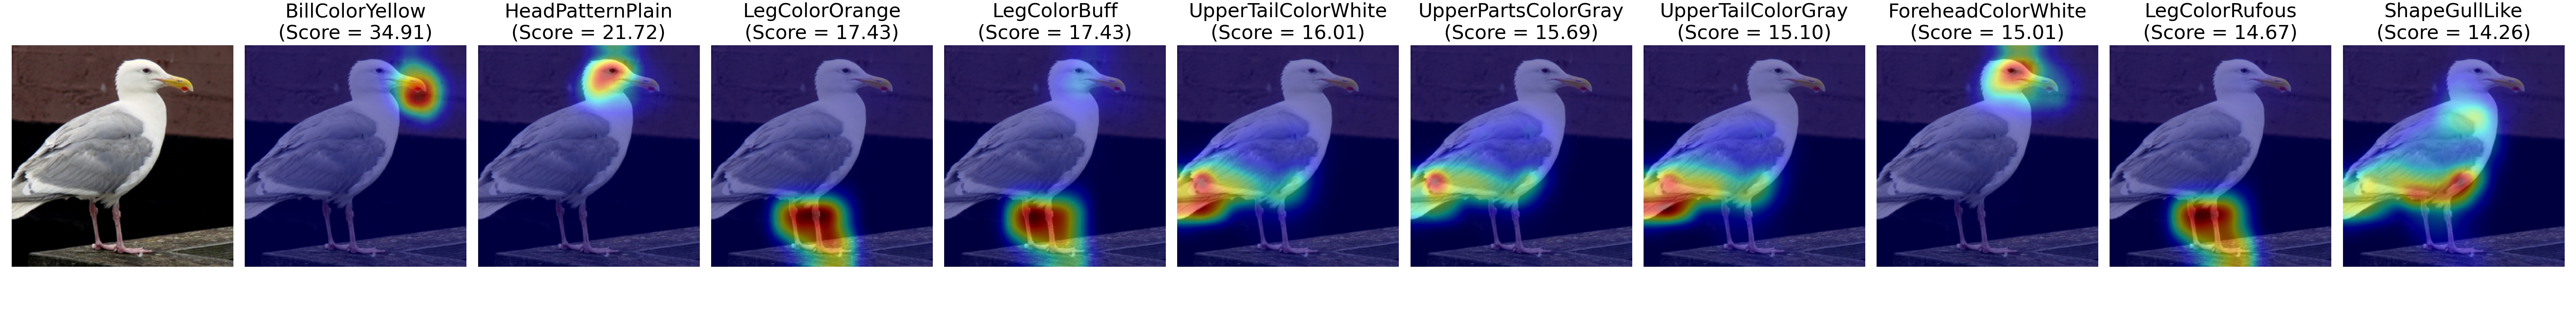 BillColorYellow
(Score = 34.91)
HeadPatternPlain
(Score = 21.72)
LegColorOrange
(Score = 17.43)
LegColorBuff
(Score = 17.43)
UpperTailColorWhite
(Score = 16.01)
UpperPartsColorGray
(Score = 15.69)
UpperTailColorGray
(Score = 15.10)
ForeheadColorWhite
(Score = 15.01)
LegColorRufous
(Score = 14.67)
ShapeGullLike
(Score = 14.26)